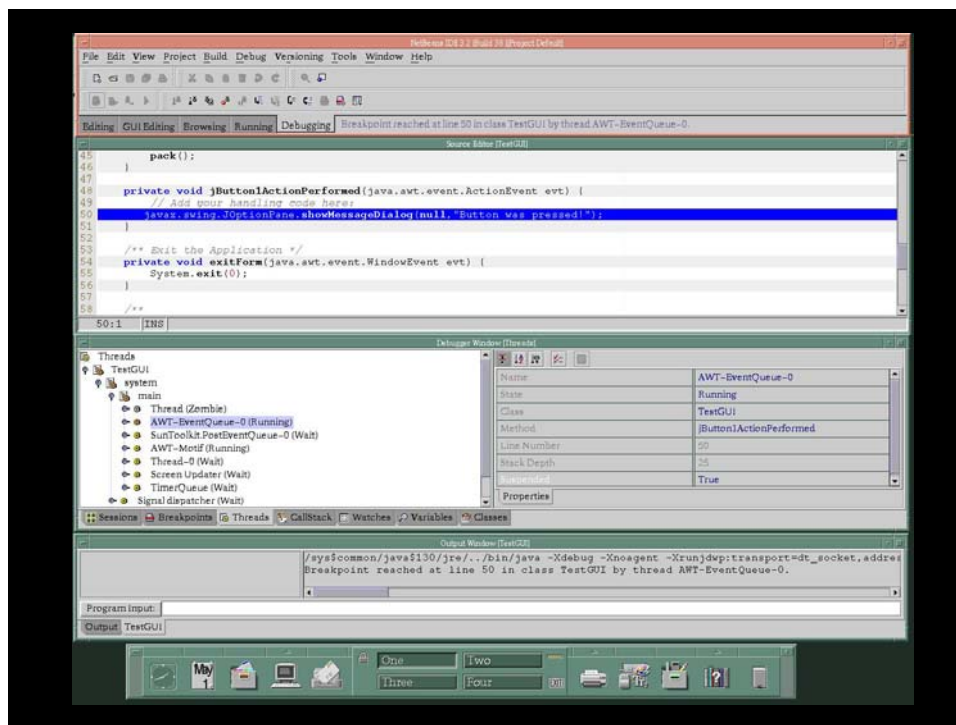 NetBeans IDE 3.2 (Build 38) [Project Default]
File Edit View Project Build Debug Versioning Tools Window Help
Editing GUI Editing Browsing Running Debugging Breakpoint reached at line 50 in class TestGUI by thread AWT-EventQueue-0.
Source Editor [TestGUI]
45 pack();
46 }
47
48 private void jButton1ActionPerformed(java.awt.event.ActionEvent evt) {
49 // Add your handling code here:
50 javax.swing.JOptionPane.showMessageDialog(null,"Button was pressed!");
51 }
52
53 /** Exit the Application */
54 private void exitForm(java.awt.event.WindowEvent evt) {
55 System.exit(0);
56 }
57
58 /**
50:1 INS
Debugger Window [Threads]
Threads
TestGUI
system
main
Thread (Zombie)
AWT-EventQueue-0 (Running)
SunToolkit.PostEventQueue-0 (Wait)
AWT-Motif (Running)
Thread-0 (Wait)
Screen Updater (Wait)
TimerQueue (Wait)
Signal dispatcher (Wait)
Name AWT-EventQueue-0
State Running
Class TestGUI
Method jButton1ActionPerformed
Line Number 50
Stack Depth 25
Suspended True
Properties
Sessions Breakpoints Threads CallStack Watches Variables Classes
Output Window [TestGUI]
/sys$common/java$130/jre/../bin/java -Xdebug -Xnoagent -Xrunjdwp:transport=dt_socket,addres
Breakpoint reached at line 50 in class TestGUI by thread AWT-EventQueue-0.
Program input:
Output TestGUI
One Two
May
1
Three Four EXIT